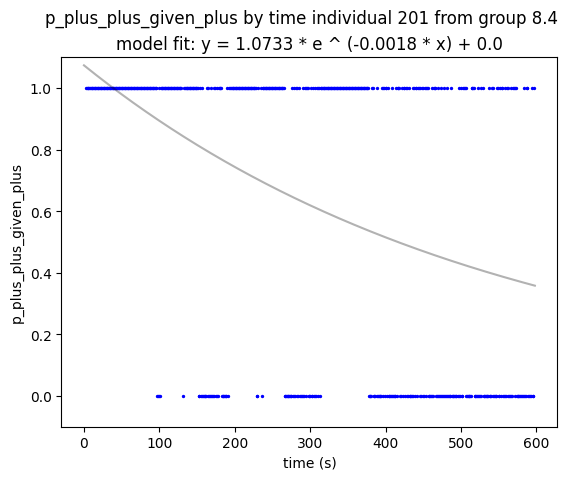 p_plus_plus_given_plus by time individual 201 from group 8.4
model fit: y = 1.0733 * e ^ (-0.0018 * x) + 0.0
1.0
0.8
0.6
0.4
0.2
0.0
p_plus_plus_given_plus
0 100 200 300 400 500 600
time (s)